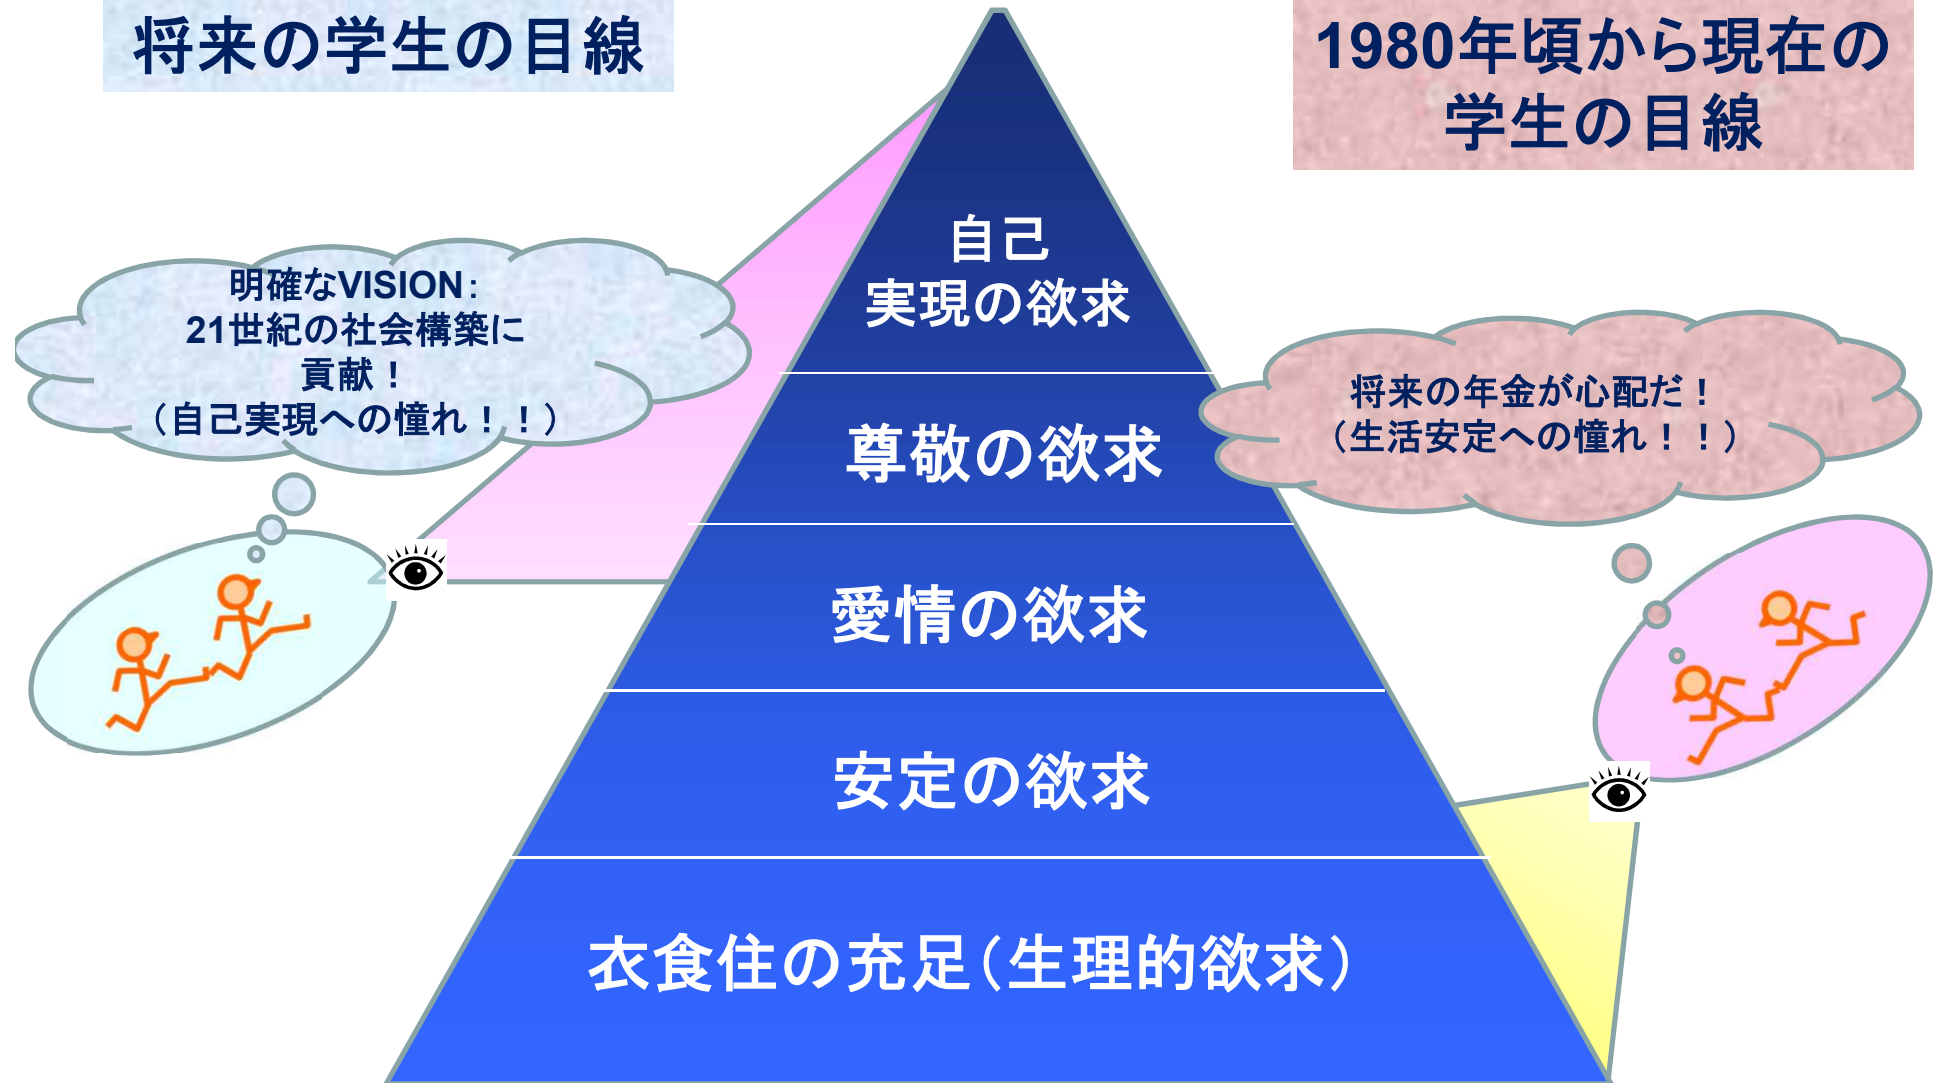 将来の学生の目線
1980年頃から現在の
学生の目線
明確なVISION：
21世紀の社会構築に
貢献！
（自己実現への憧れ！！）
自己
実現の欲求
尊敬の欲求
愛情の欲求
安定の欲求
衣食住の充足（生理的欲求）
将来の年金が心配だ！
（生活安定への憧れ！！）